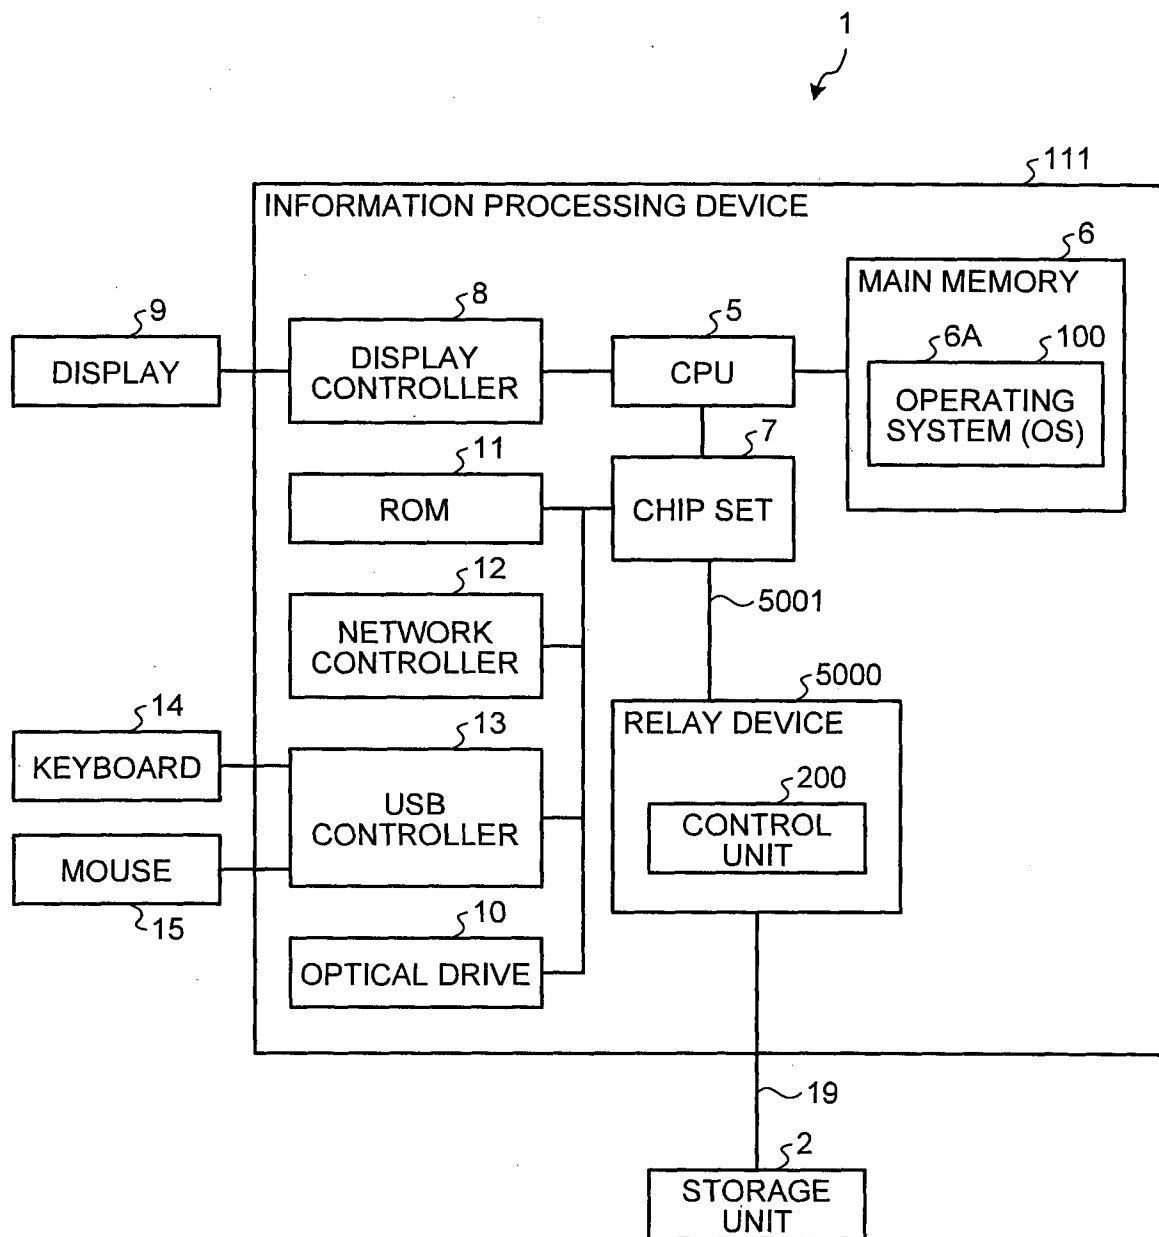 1
111
INFORMATION PROCESSING DEVICE
6
MAIN MEMORY
9
DISPLAY
8
DISPLAY
CONTROLLER
5
CPU
6A
100
OPERATING
SYSTEM (OS)
11
ROM
7
CHIP SET
12
NETWORK
CONTROLLER
5001
5000
RELAY DEVICE
14
KEYBOARD
13
USB
CONTROLLER
200
CONTROL
UNIT
MOUSE
15
10
OPTICAL DRIVE
19
2
STORAGE
UNIT